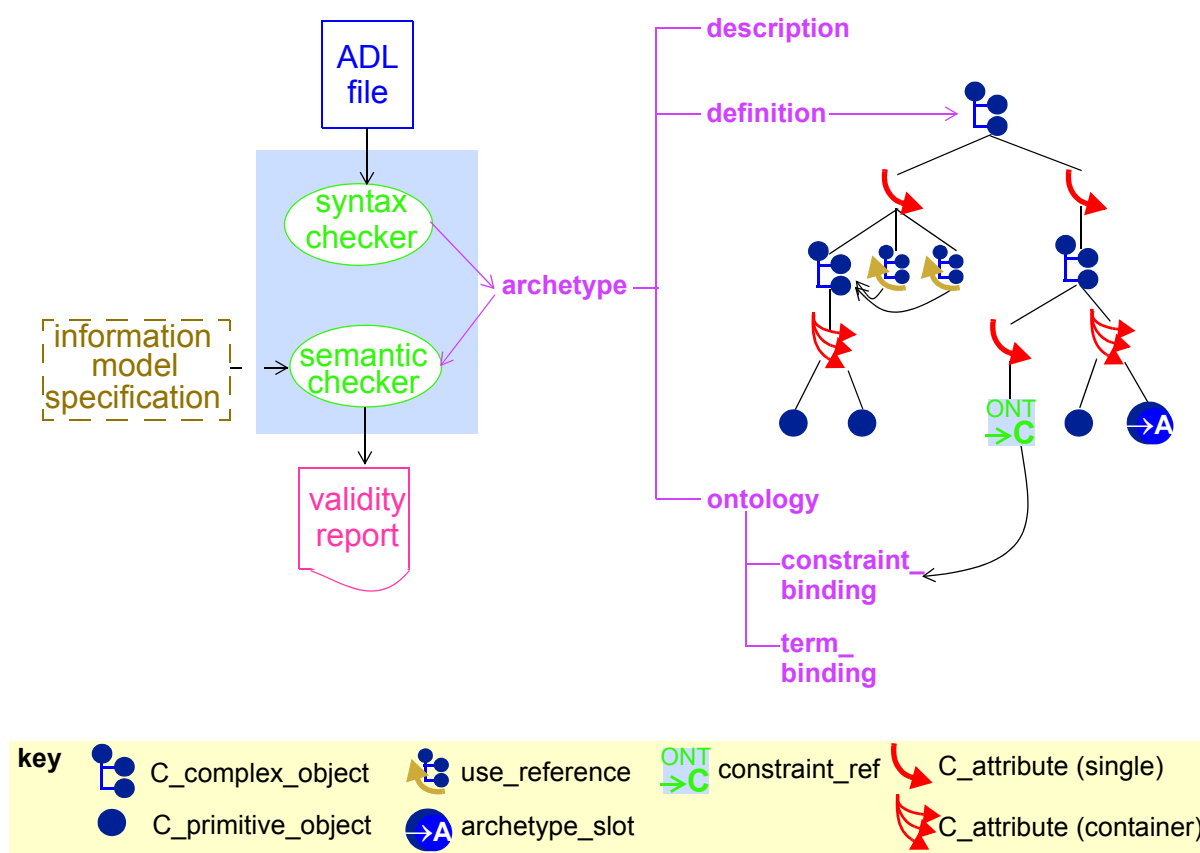 ADL
file
syntax
checker
information
model
specification
semantic
checker
validity
report
archetype
description
definition
ONT
→C
→A
ontology
constraint_
binding
term_
binding
key
C_complex_object
use_reference
ONT
→C
constraint_ref
C_attribute (single)
C_primitive_object
→A
archetype_slot
C_attribute (container)